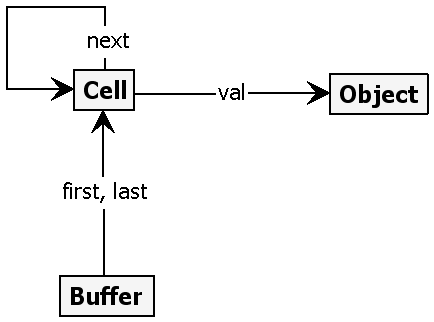 next
Cell
val
Object
first, last
Buffer